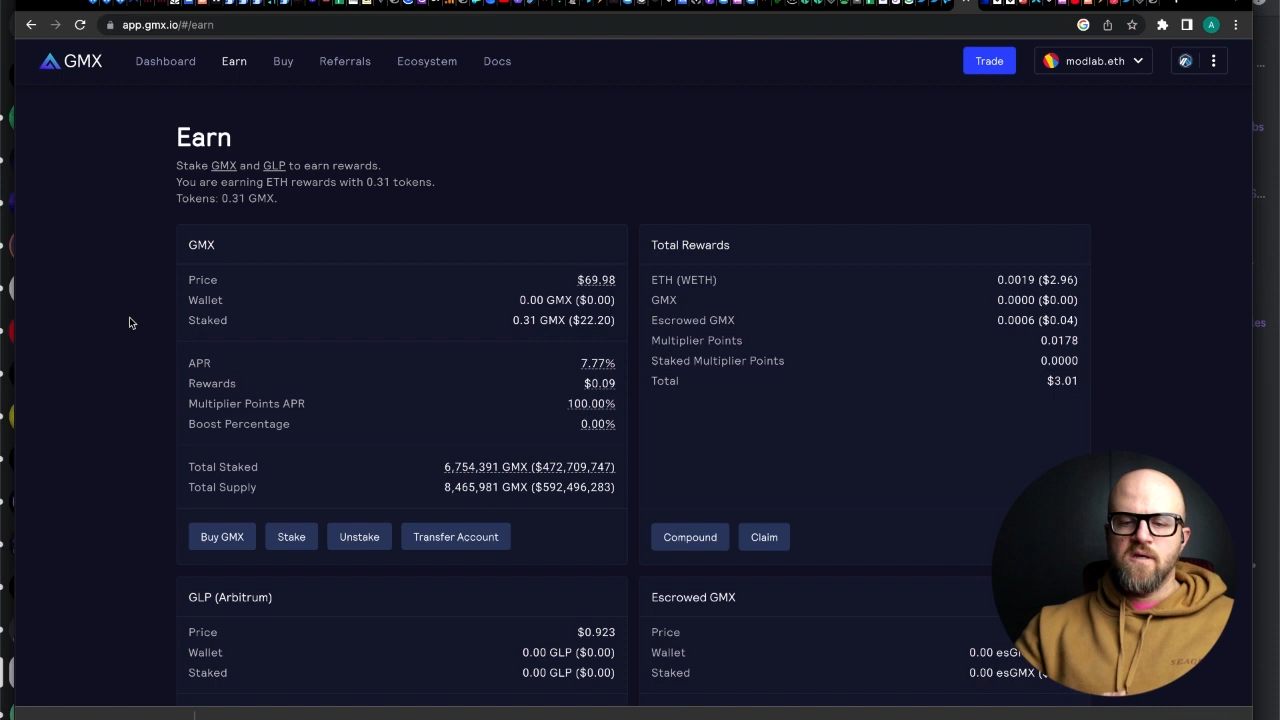 app.gmx.io/#/earn
A
GMX
Dashboard
Earn
Buy
Referrals
Ecosystem
Docs
Trade
modlab.eth
Earn
Stake GMX and GLP to earn rewards.
You are earning ETH rewards with 0.31 tokens.
Tokens: 0.31 GMX.
GMX
Price $69.98
Wallet 0.00 GMX ($0.00)
Staked 0.31 GMX ($22.20)
APR 7.77%
Rewards $0.09
Multiplier Points APR 100.00%
Boost Percentage 0.00%
Total Staked 6,754,391 GMX ($472,709,747)
Total Supply 8,465,981 GMX ($592,496,283)
Buy GMX
Stake
Unstake
Transfer Account
Total Rewards
ETH (WETH) 0.0019 ($2.96)
GMX 0.0000 ($0.00)
Escrowed GMX 0.0006 ($0.04)
Multiplier Points 0.0178
Staked Multiplier Points 0.0000
Total $3.01
Compound
Claim
GLP (Arbitrum)
Price $0.923
Wallet 0.00 GLP ($0.00)
Staked 0.00 GLP ($0.00)
Escrowed GMX
Price
Wallet 0.00
Staked 0.00 esGMX